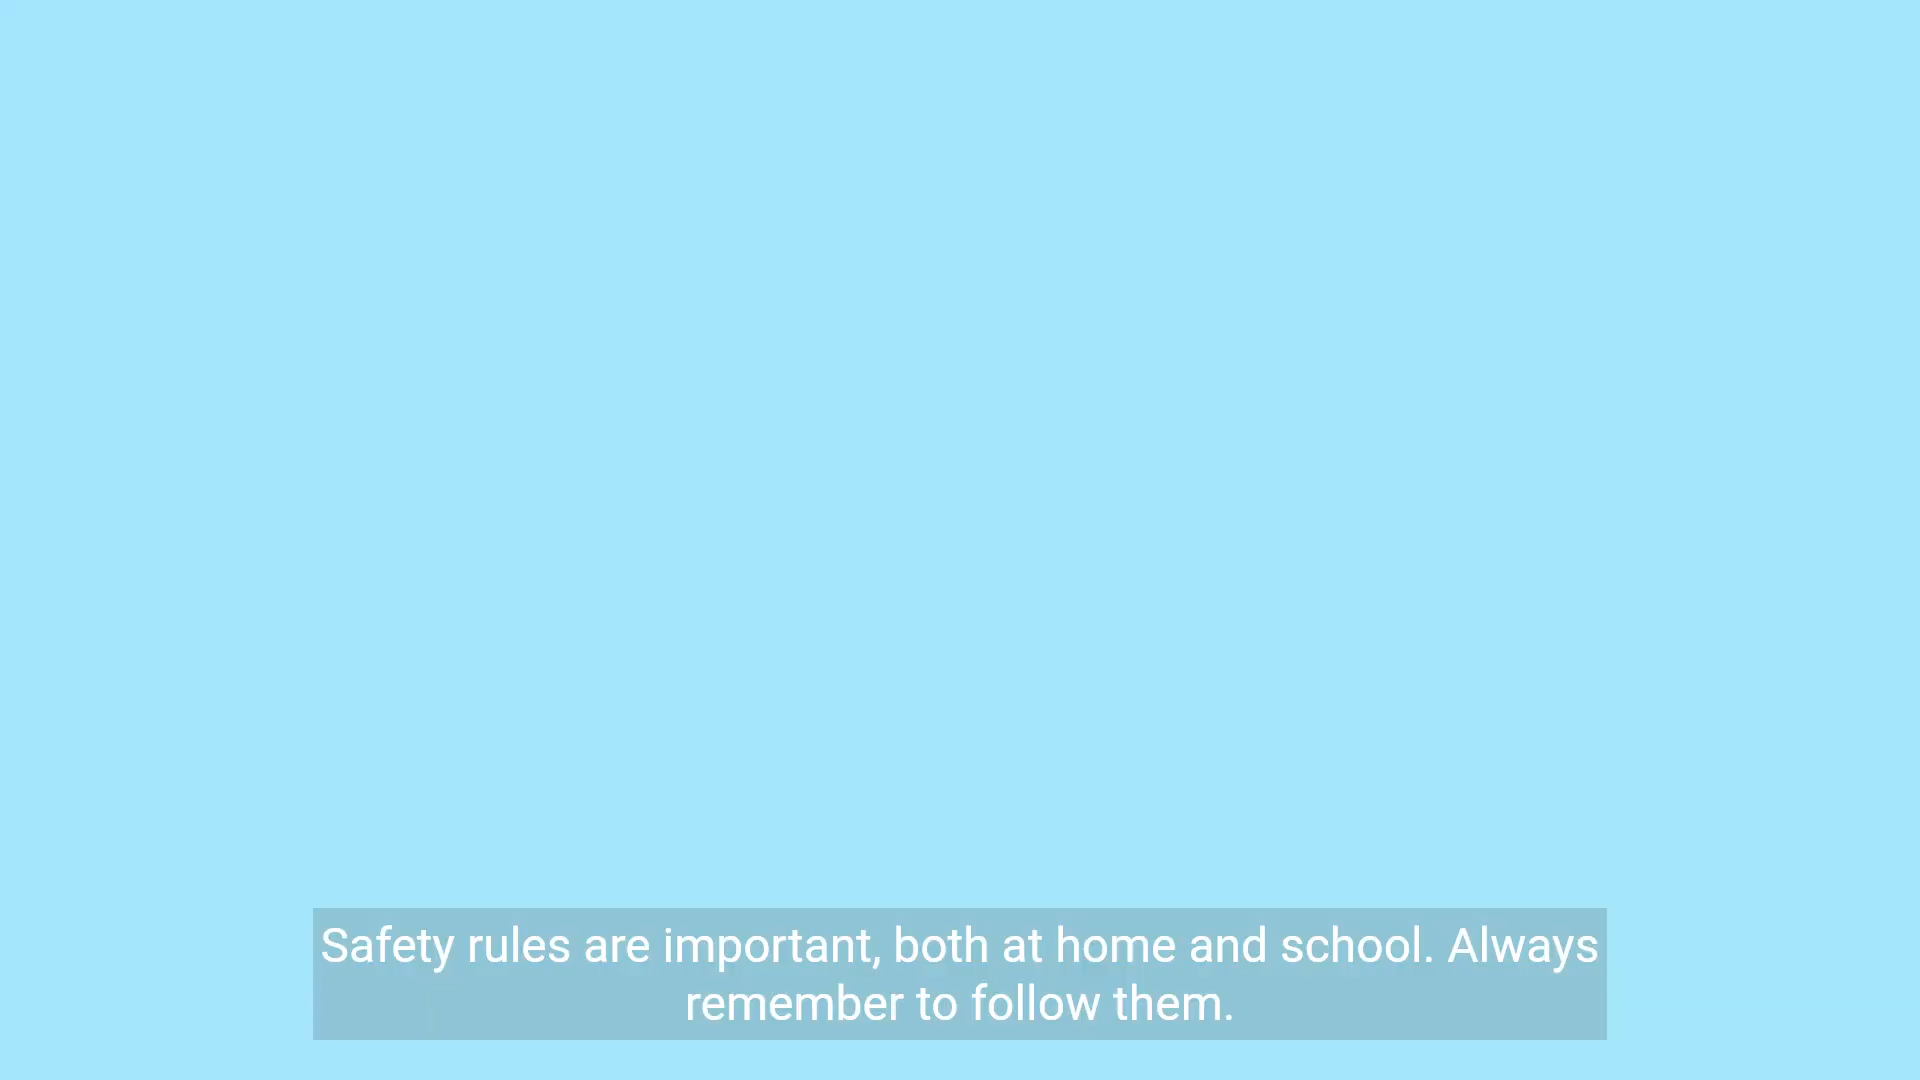 Safety rules are important, both at home and school. Always
remember to follow them.